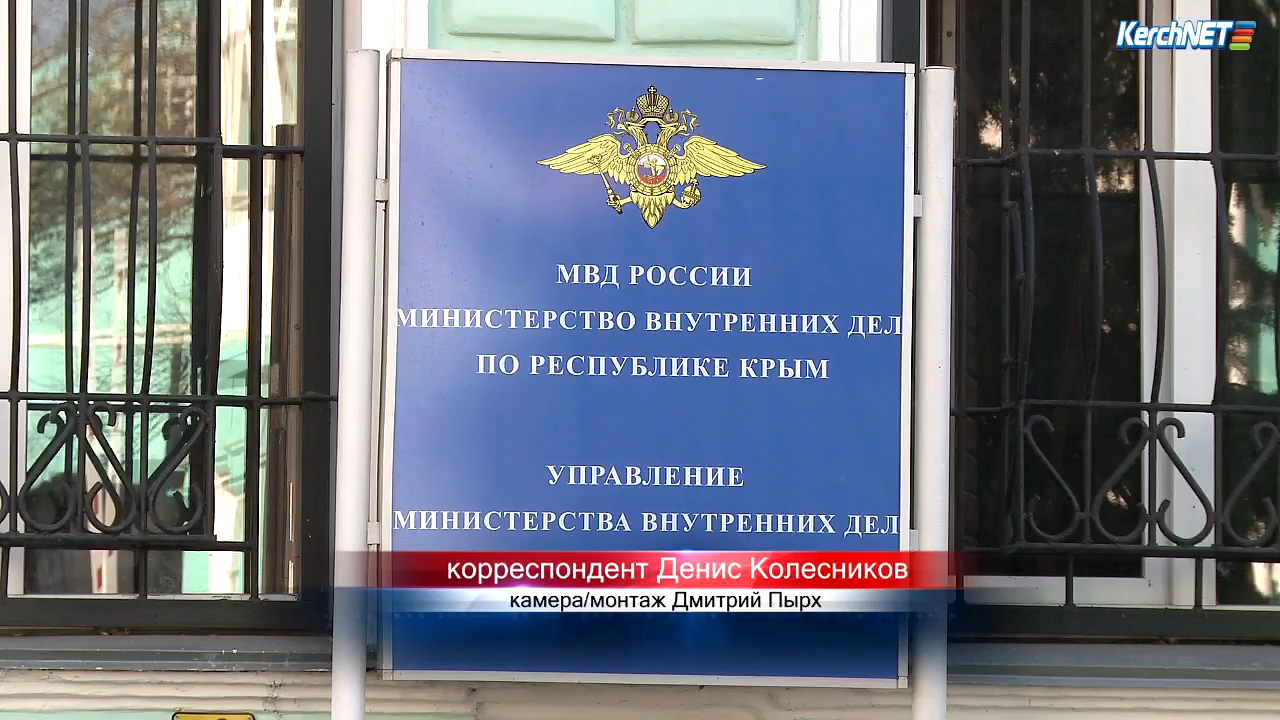 KerchNET
МВД РОССИИ
МИНИСТЕРСТВО ВНУТРЕННИХ ДЕЛ
ПО РЕСПУБЛИКЕ КРЫМ
УПРАВЛЕНИЕ
МИНИСТЕРСТВА ВНУТРЕННИХ ДЕЛ
корреспондент Денис Колесников
камера/монтаж Дмитрий Пырх